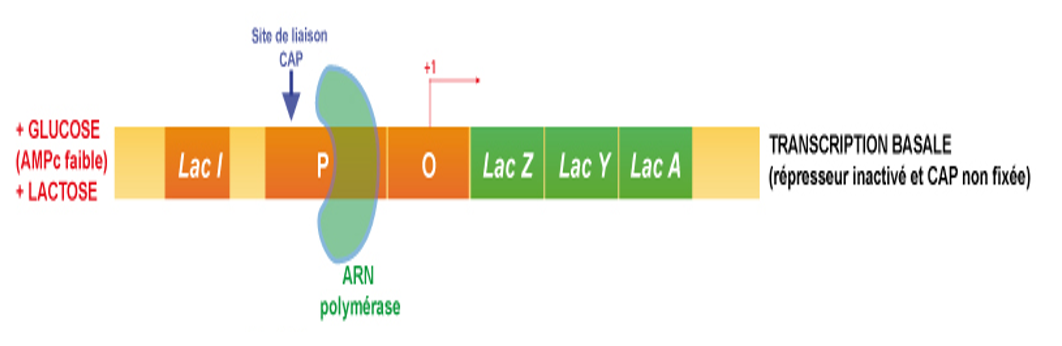 Site de liaison
CAP
+1
+ GLUCOSE
(AMPc faible)
+ LACTOSE
Lac I
P
O
Lac Z
Lac Y
Lac A
TRANSCRIPTION BASALE
(répresseur inactivé et CAP non fixée)
ARN
polymérase